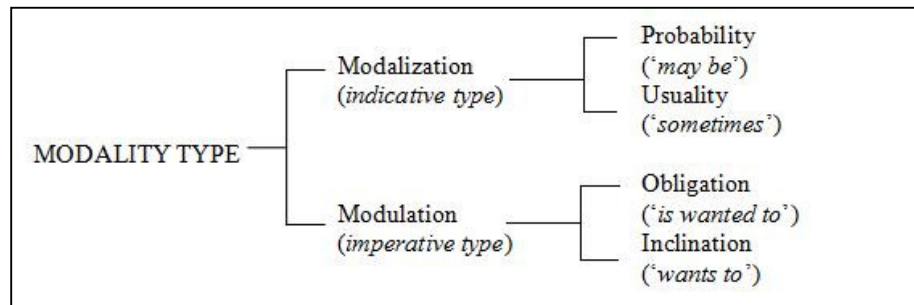 MODALITY TYPE
Modalization
(indicative type)
Probability
(‘may be’)
Usuality
(‘sometimes’)
Modulation
(imperative type)
Obligation
(‘is wanted to’)
Inclination
(‘wants to’)